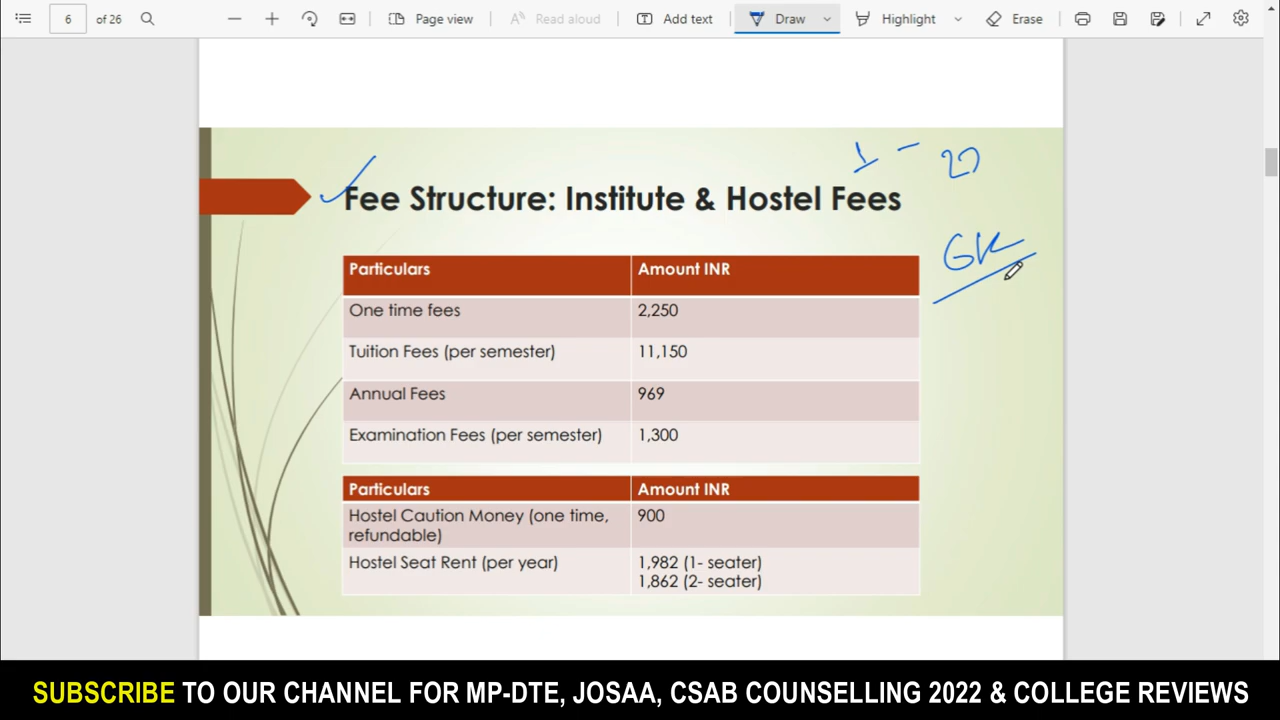 6 of 26 Page view Read aloud Add text Draw Highlight Erase
1 - 27
Fee Structure: Institute & Hostel Fees
GK
Particulars Amount INR
One time fees 2,250
Tuition Fees (per semester) 11,150
Annual Fees 969
Examination Fees (per semester) 1,300
Particulars Amount INR
Hostel Caution Money (one time, 900
refundable)
Hostel Seat Rent (per year) 1,982 (1- seater)
1,862 (2- seater)
SUBSCRIBE TO OUR CHANNEL FOR MP-DTE, JOSAA, CSAB COUNSELLING 2022 & COLLEGE REVIEWS